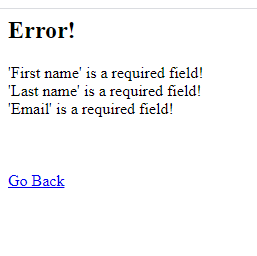 Error!
'First name' is a required field!
'Last name' is a required field!
'Email' is a required field!
Go Back